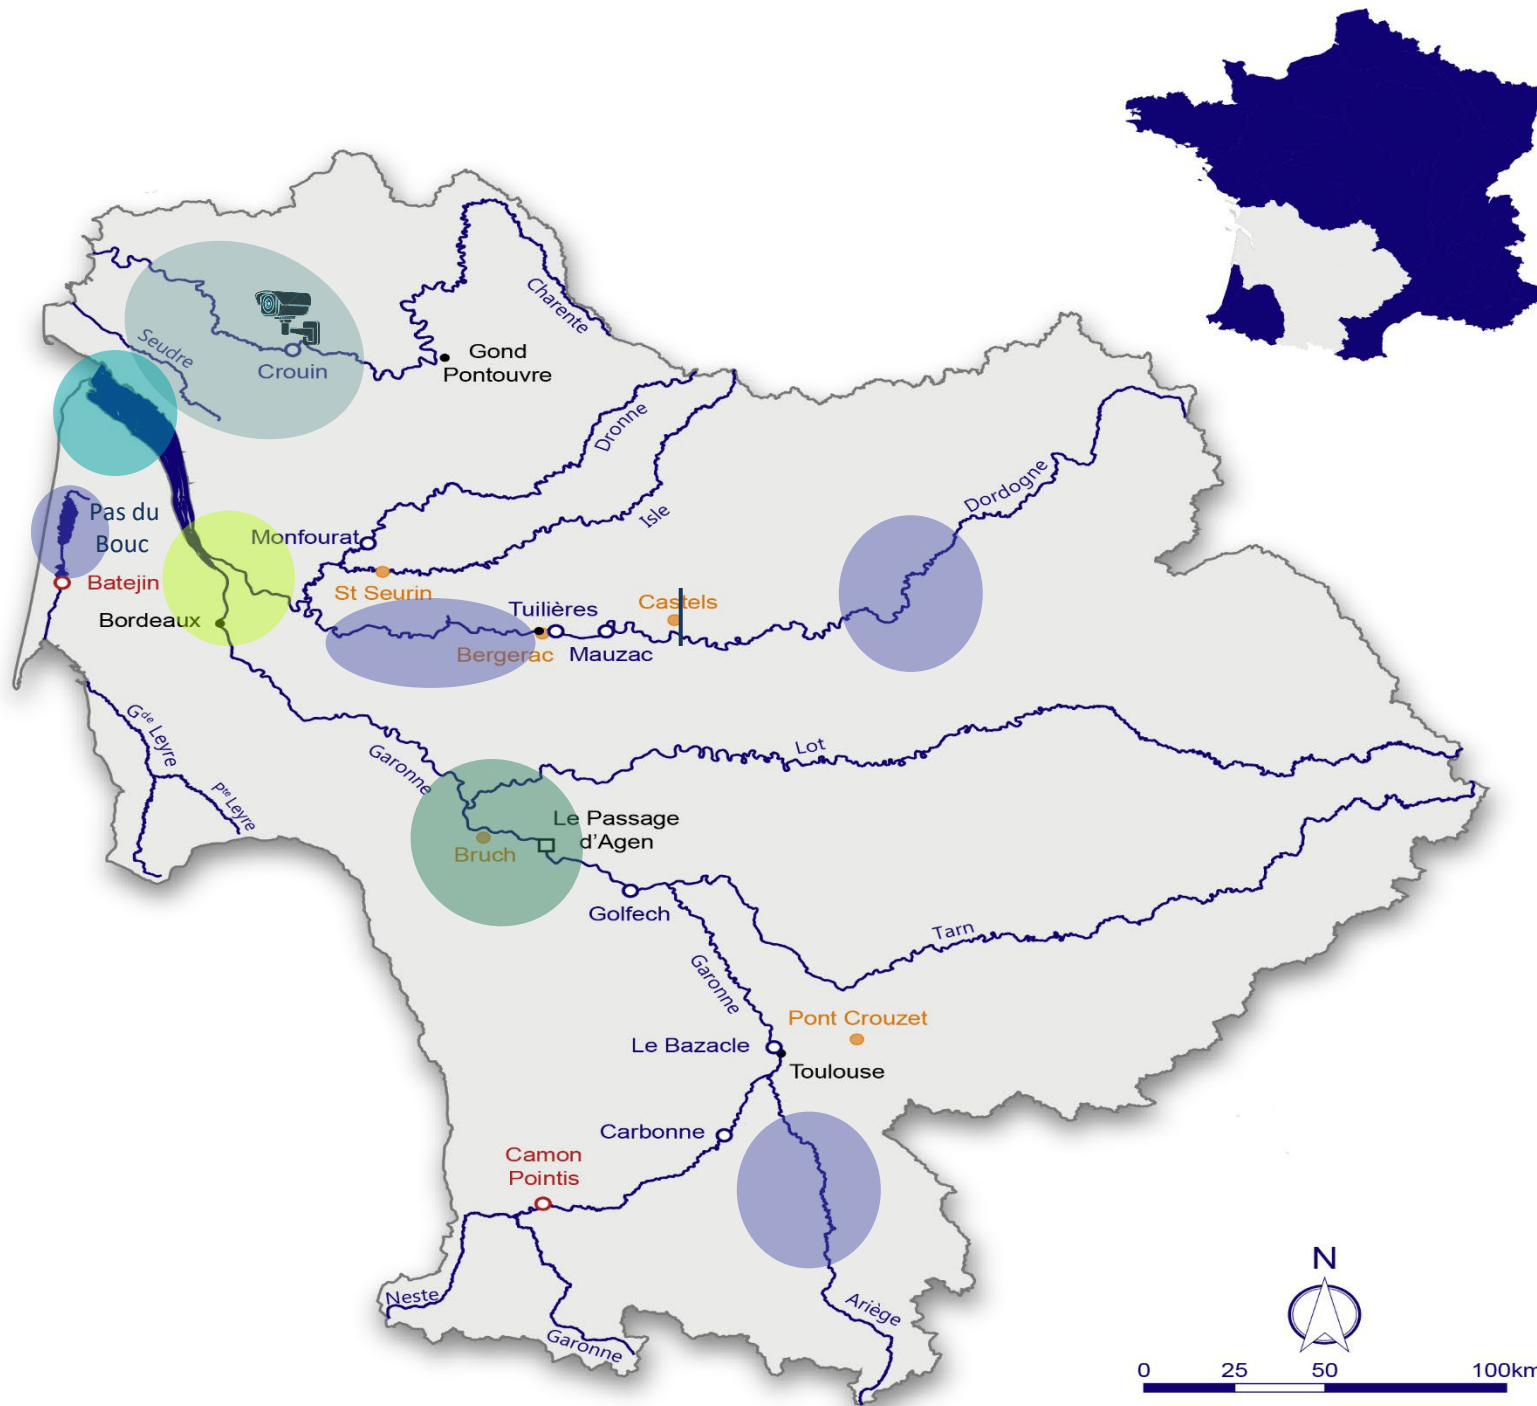 Charente
Seudre
Crouin
Gond
Pontouvre
Dronne
Isle
Dordogne
Pas du
Bouc
Monfourat
Batejin
St Seurin
Bordeaux
Tuilières
Castels
Bergerac
Mauzac
Gde Leyre
Pte Leyre
Garonne
Lot
Le Passage
d'Agen
Bruch
Golfech
Tarn
Garonne
Pont Crouzet
Le Bazacle
Toulouse
Carbonne
Camon
Pointis
Neste
Garonne
Ariège
N
0 25 50 100km